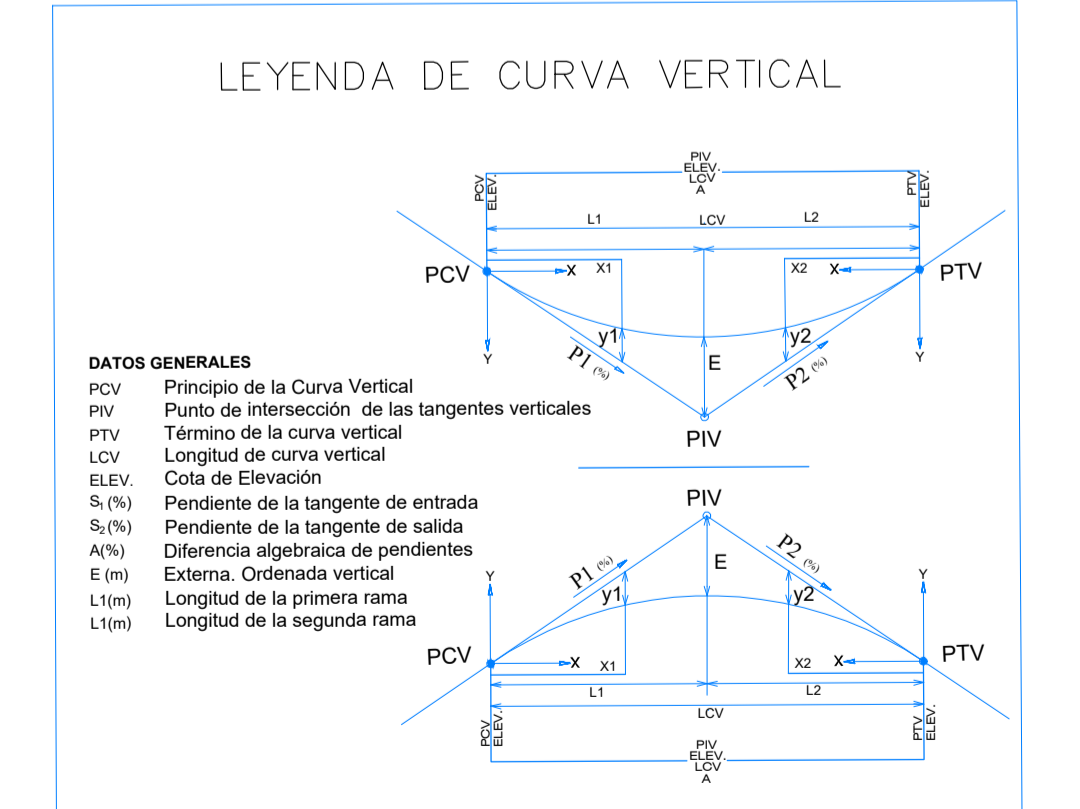 LEYENDA DE CURVA VERTICAL
PIV
ELEV.
LCV
A
PCV
ELEV.
PTV
ELEV.
L1
LCV
L2
PCV
X
X1
X2
X
PTV
Y
y1
E
y2
Y
P1 (%)
P2 (%)
PIV
DATOS GENERALES
PCV Principio de la Curva Vertical
PIV Punto de intersección de las tangentes verticales
PTV Término de la curva vertical
LCV Longitud de curva vertical
ELEV. Cota de Elevación
S1 (%) Pendiente de la tangente de entrada
S2 (%) Pendiente de la tangente de salida
A(%) Diferencia algebraica de pendientes
E (m) Externa. Ordenada vertical
L1(m) Longitud de la primera rama
L1(m) Longitud de la segunda rama
PIV
P1 (%)
P2 (%)
Y
y1
E
y2
Y
PCV
X
X1
X2
X
PTV
L1
L2
LCV
PCV
ELEV.
PTV
ELEV.
PIV
ELEV.
LCV
A